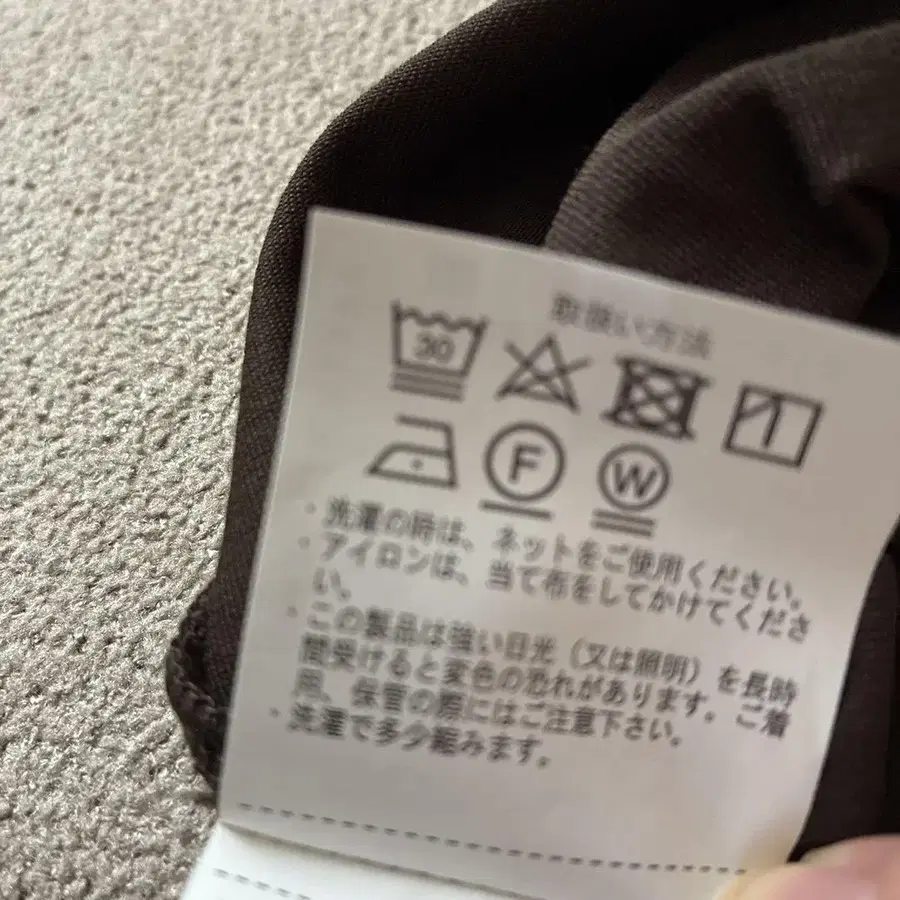 取扱い方法
30
F
W
・洗濯の時は、ネットをご使用ください。
・アイロンは、当て布をしてかけてくださ
い。
・この製品は強い日光（又は照明）を長時
間受けると変色の恐れがあります。ご着
用、保管の際にはご注意下さい。
・洗濯で多少縮みます。